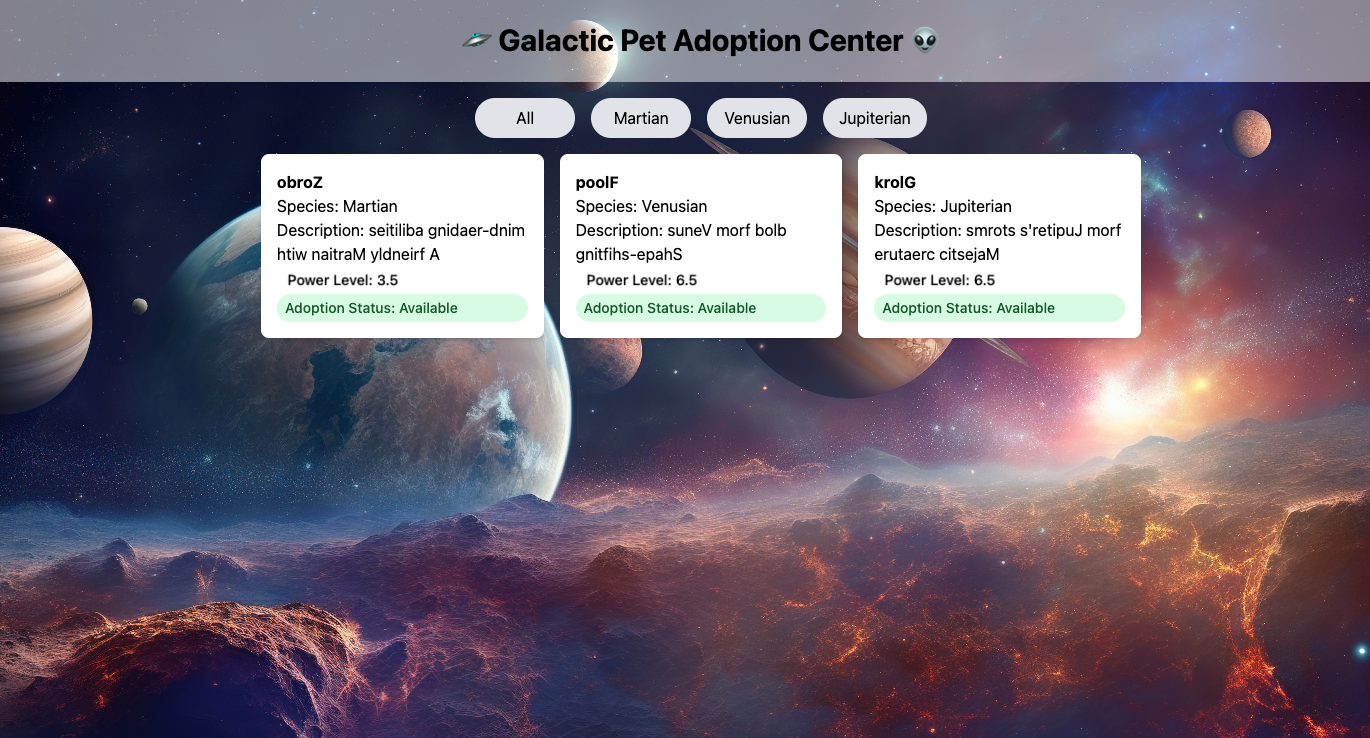 🛸 Galactic Pet Adoption Center 👽
All
Martian
Venusian
Jupiterian
obroZ
Species: Martian
Description: seitiliba gnidaer-dnim
htiw naitraM yldneirf A
Power Level: 3.5
Adoption Status: Available
poolF
Species: Venusian
Description: suneV morf bolb
gnitfihs-epahS
Power Level: 6.5
Adoption Status: Available
krolG
Species: Jupiterian
Description: smrots s'retipuJ morf
erutaerc citsejaM
Power Level: 6.5
Adoption Status: Available